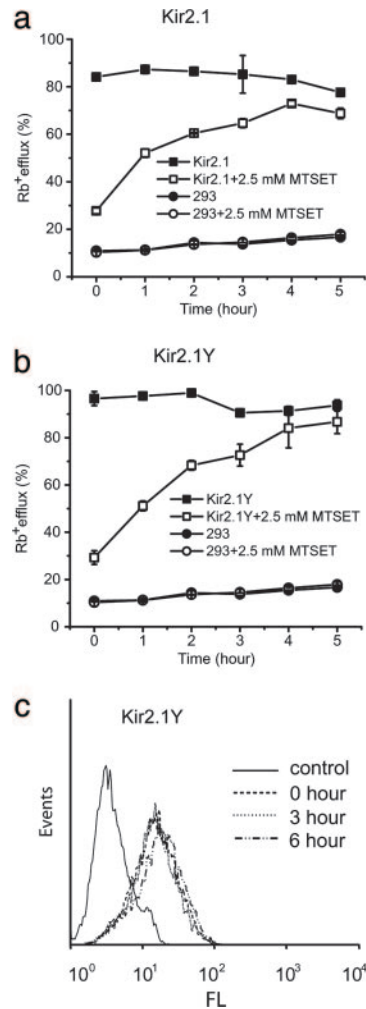 a
Kir2.1
100
80
60
40
20
0
Rb⁺efflux (%)
Kir2.1
Kir2.1+2.5 mM MTSET
293
293+2.5 mM MTSET
0 1 2 3 4 5
Time (hour)
b
Kir2.1Y
100
80
60
40
20
0
Rb⁺efflux (%)
Kir2.1Y
Kir2.1Y+2.5 mM MTSET
293
293+2.5 mM MTSET
0 1 2 3 4 5
Time (hour)
c
Kir2.1Y
Events
control
0 hour
3 hour
6 hour
10⁰ 10¹ 10² 10³ 10⁴
FL